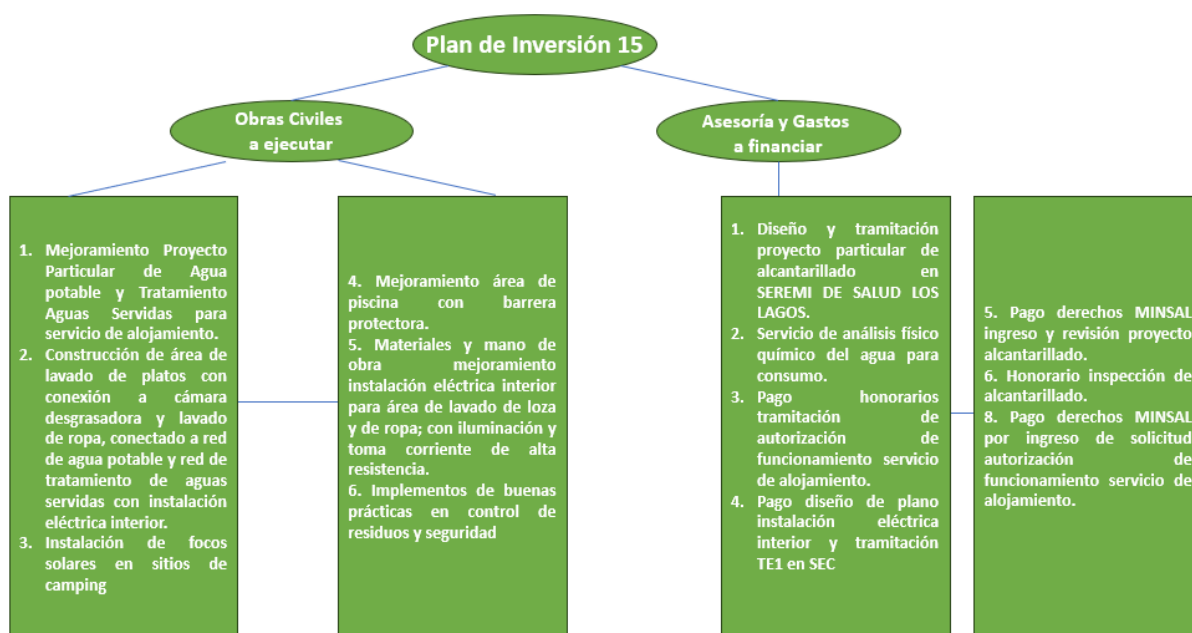 Plan de Inversión 15
Obras Civiles
a ejecutar
Asesoría y Gastos
a financiar
1. Mejoramiento Proyecto
Particular de Agua
potable y Tratamiento
Aguas Servidas para
servicio de alojamiento.
2. Construcción de área de
lavado de platos con
conexión a cámara
desgrasadora y lavado
de ropa, conectado a red
de agua potable y red de
tratamiento de aguas
servidas con instalación
eléctrica interior.
3. Instalación de focos
solares en sitios de
camping
4. Mejoramiento área de
piscina con barrera
protectora.
5. Materiales y mano de
obra mejoramiento
instalación eléctrica interior
para área de lavado de loza
y de ropa; con iluminación y
toma corriente de alta
resistencia.
6. Implementos de buenas
prácticas en control de
residuos y seguridad
1. Diseño y tramitación
proyecto particular de
alcantarillado en
SEREMI DE SALUD LOS
LAGOS.
2. Servicio de análisis físico
químico del agua para
consumo.
3. Pago honorarios
tramitación de
autorización de
funcionamiento servicio
de alojamiento.
4. Pago diseño de plano
instalación eléctrica
interior y tramitación
TE1 en SEC
5. Pago derechos MINSAL
ingreso y revisión proyecto
alcantarillado.
6. Honorario inspección de
alcantarillado.
8. Pago derechos MINSAL
por ingreso de solicitud
autorización de
funcionamiento servicio de
alojamiento.